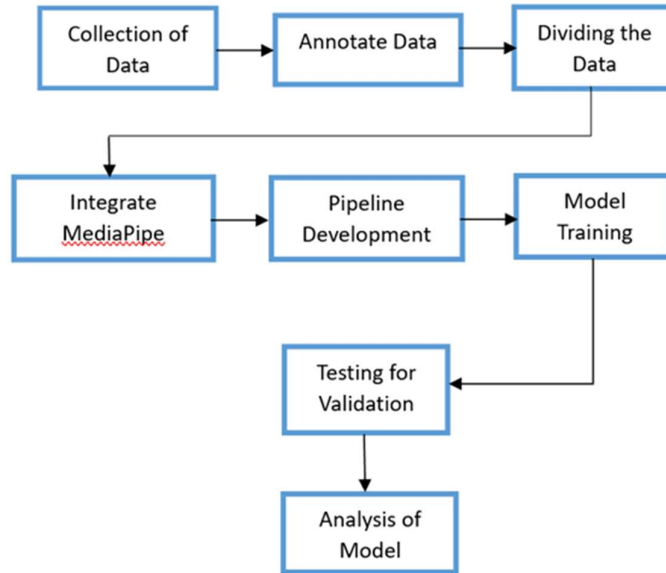 Collection of
Data
Annotate Data
Dividing the
Data
Integrate
MediaPipe
Pipeline
Development
Model
Training
Testing for
Validation
Analysis of
Model